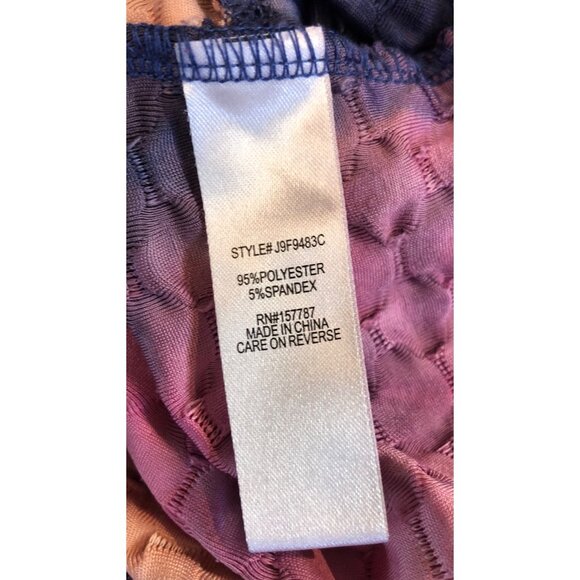 STYLE# J9F9483C
95%POLYESTER
5%SPANDEX
RN#157787
MADE IN CHINA
CARE ON REVERSE